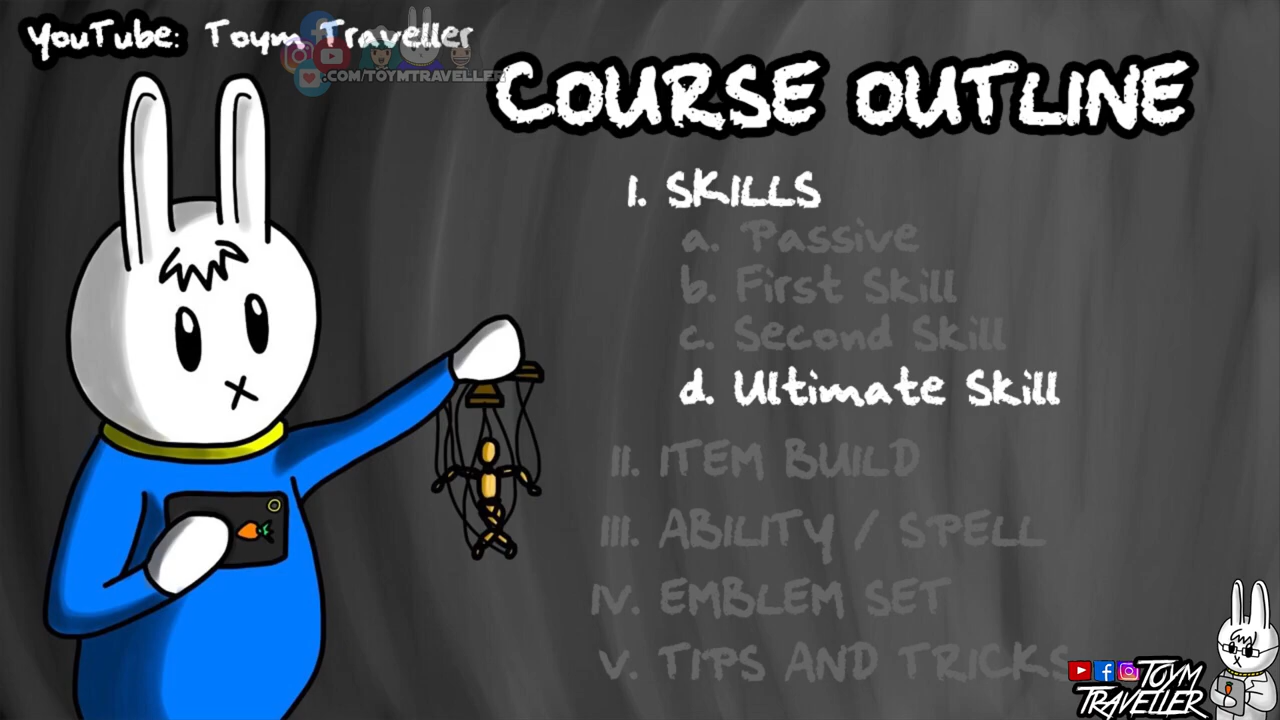 YouTube: Toym Traveller
.COM/TOYMTRAVELLER
COURSE OUTLINE
I. SKILLS
a. Passive
b. First Skill
c. Second Skill
d. Ultimate Skill
II. ITEM BUILD
III. ABILITY / SPELL
IV. EMBLEM SET
V. TIPS AND TRICKS
TOYM
TRAVELLER